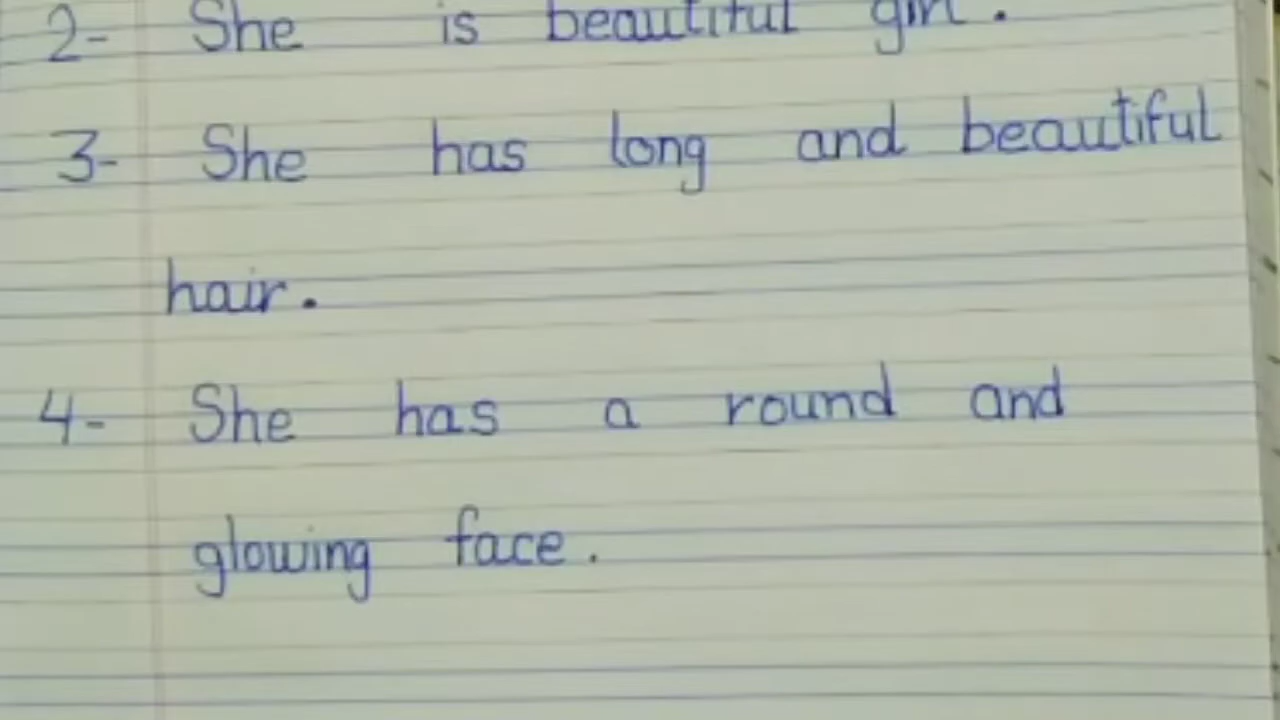 2- She is beautiful girl.
3- She has long and beautiful
hair.
4- She has a round and
glowing face.